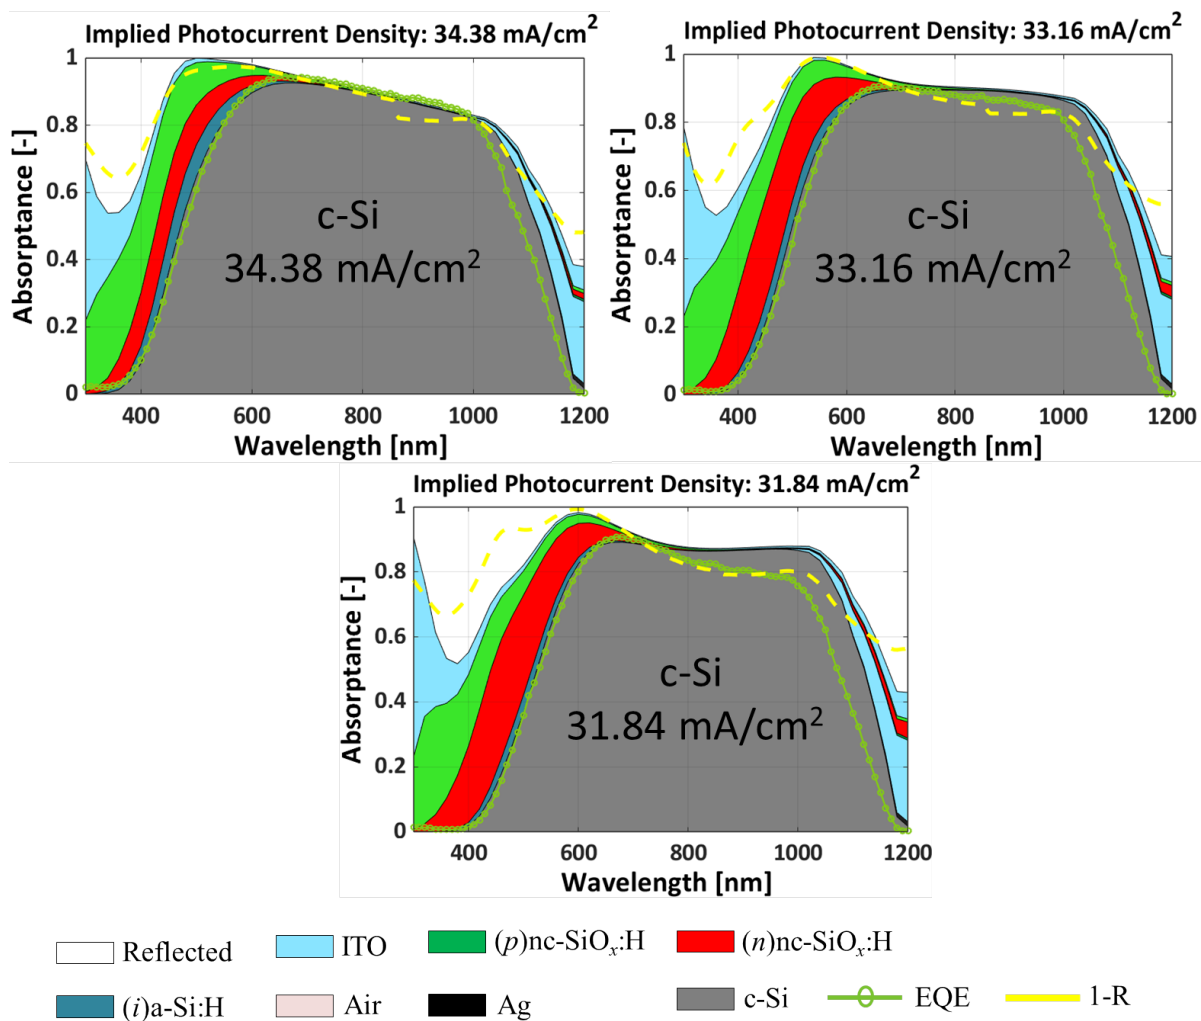 Implied Photocurrent Density: 34.38 mA/cm²
1
0.8
0.6
0.4
0.2
0
Absorptance [-]
c-Si
34.38 mA/cm²
400
600
800
1000
1200
Wavelength [nm]
Implied Photocurrent Density: 33.16 mA/cm²
1
0.8
0.6
0.4
0.2
0
Absorptance [-]
c-Si
33.16 mA/cm²
400
600
800
1000
1200
Wavelength [nm]
Implied Photocurrent Density: 31.84 mA/cm²
1
0.8
0.6
0.4
0.2
0
Absorptance [-]
c-Si
31.84 mA/cm²
400
600
800
1000
1200
Wavelength [nm]
Reflected
ITO
(p)nc-SiOₓ:H
(n)nc-SiOₓ:H
(i)a-Si:H
Air
Ag
c-Si
EQE
1-R